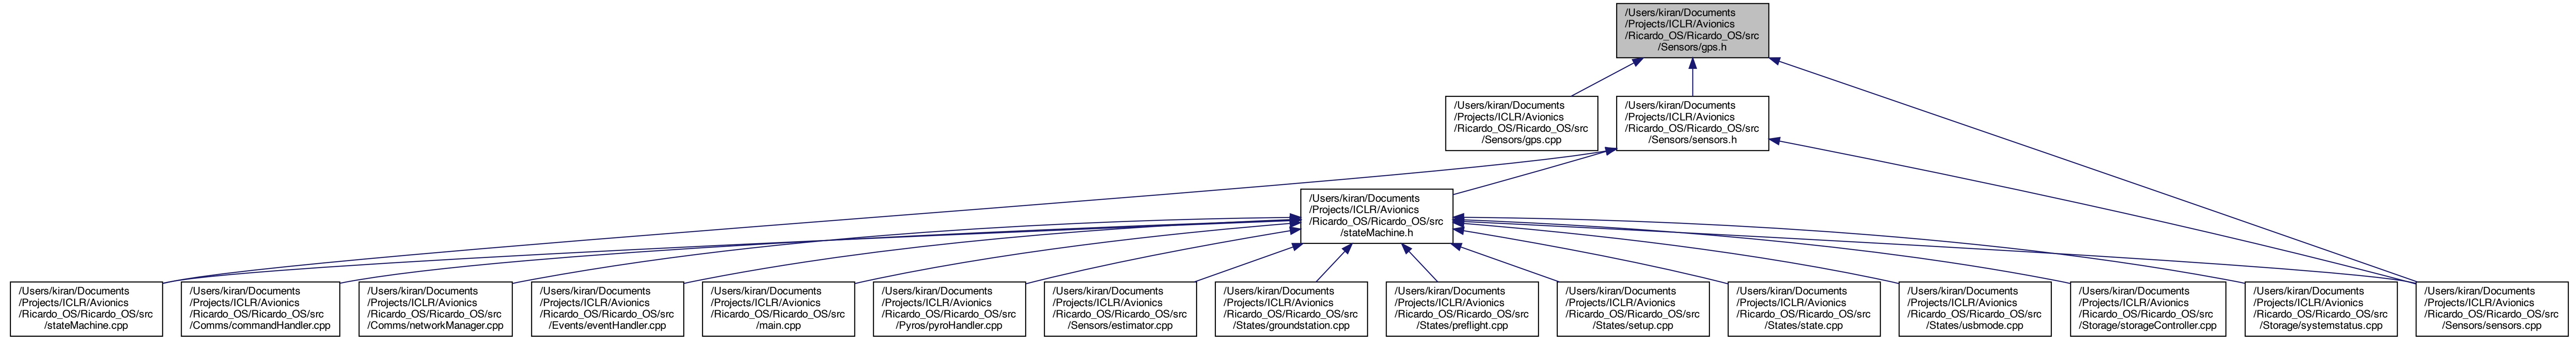 /Users/kiran/Documents
/Projects/ICLR/Avionics
/Ricardo_OS/Ricardo_OS/src
/Sensors/gps.h
/Users/kiran/Documents
/Projects/ICLR/Avionics
/Ricardo_OS/Ricardo_OS/src
/Sensors/gps.cpp
/Users/kiran/Documents
/Projects/ICLR/Avionics
/Ricardo_OS/Ricardo_OS/src
/Sensors/sensors.h
/Users/kiran/Documents
/Projects/ICLR/Avionics
/Ricardo_OS/Ricardo_OS/src
/stateMachine.h
/Users/kiran/Documents
/Projects/ICLR/Avionics
/Ricardo_OS/Ricardo_OS/src
/stateMachine.cpp
/Users/kiran/Documents
/Projects/ICLR/Avionics
/Ricardo_OS/Ricardo_OS/src
/Comms/commandHandler.cpp
/Users/kiran/Documents
/Projects/ICLR/Avionics
/Ricardo_OS/Ricardo_OS/src
/Comms/networkManager.cpp
/Users/kiran/Documents
/Projects/ICLR/Avionics
/Ricardo_OS/Ricardo_OS/src
/Events/eventHandler.cpp
/Users/kiran/Documents
/Projects/ICLR/Avionics
/Ricardo_OS/Ricardo_OS/src
/main.cpp
/Users/kiran/Documents
/Projects/ICLR/Avionics
/Ricardo_OS/Ricardo_OS/src
/Pyros/pyroHandler.cpp
/Users/kiran/Documents
/Projects/ICLR/Avionics
/Ricardo_OS/Ricardo_OS/src
/Sensors/estimator.cpp
/Users/kiran/Documents
/Projects/ICLR/Avionics
/Ricardo_OS/Ricardo_OS/src
/States/groundstation.cpp
/Users/kiran/Documents
/Projects/ICLR/Avionics
/Ricardo_OS/Ricardo_OS/src
/States/preflight.cpp
/Users/kiran/Documents
/Projects/ICLR/Avionics
/Ricardo_OS/Ricardo_OS/src
/States/setup.cpp
/Users/kiran/Documents
/Projects/ICLR/Avionics
/Ricardo_OS/Ricardo_OS/src
/States/state.cpp
/Users/kiran/Documents
/Projects/ICLR/Avionics
/Ricardo_OS/Ricardo_OS/src
/States/usbmode.cpp
/Users/kiran/Documents
/Projects/ICLR/Avionics
/Ricardo_OS/Ricardo_OS/src
/Storage/storageController.cpp
/Users/kiran/Documents
/Projects/ICLR/Avionics
/Ricardo_OS/Ricardo_OS/src
/Storage/systemstatus.cpp
/Users/kiran/Documents
/Projects/ICLR/Avionics
/Ricardo_OS/Ricardo_OS/src
/Sensors/sensors.cpp